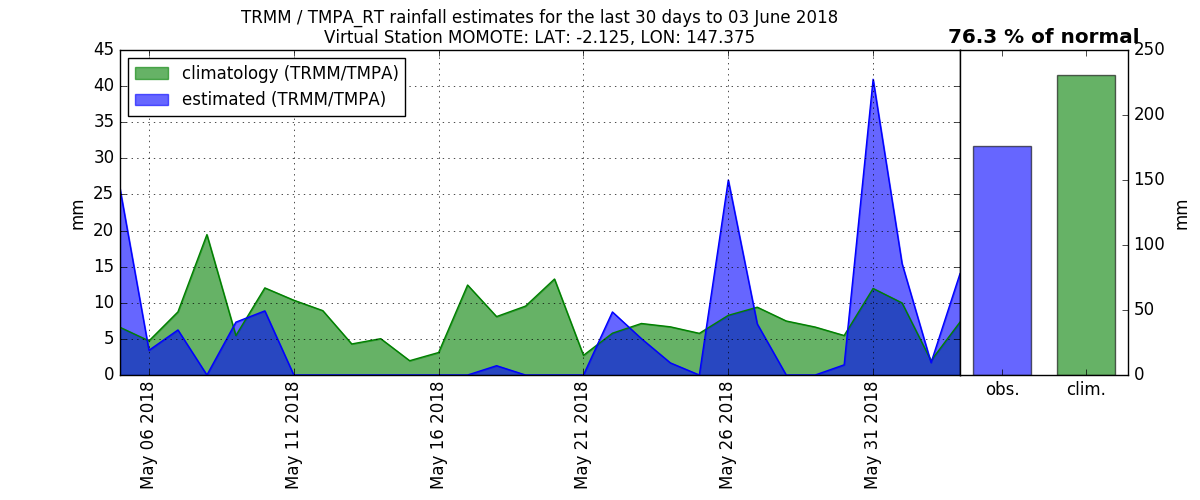 TRMM / TMPA_RT rainfall estimates for the last 30 days to 03 June 2018
Virtual Station MOMOTE: LAT: -2.125, LON: 147.375
76.3 % of normal
climatology (TRMM/TMPA)
estimated (TRMM/TMPA)
45
40
35
30
25
20
15
10
5
0
mm
May 06 2018
May 11 2018
May 16 2018
May 21 2018
May 26 2018
May 31 2018
obs.
clim.
250
200
150
100
50
0
mm